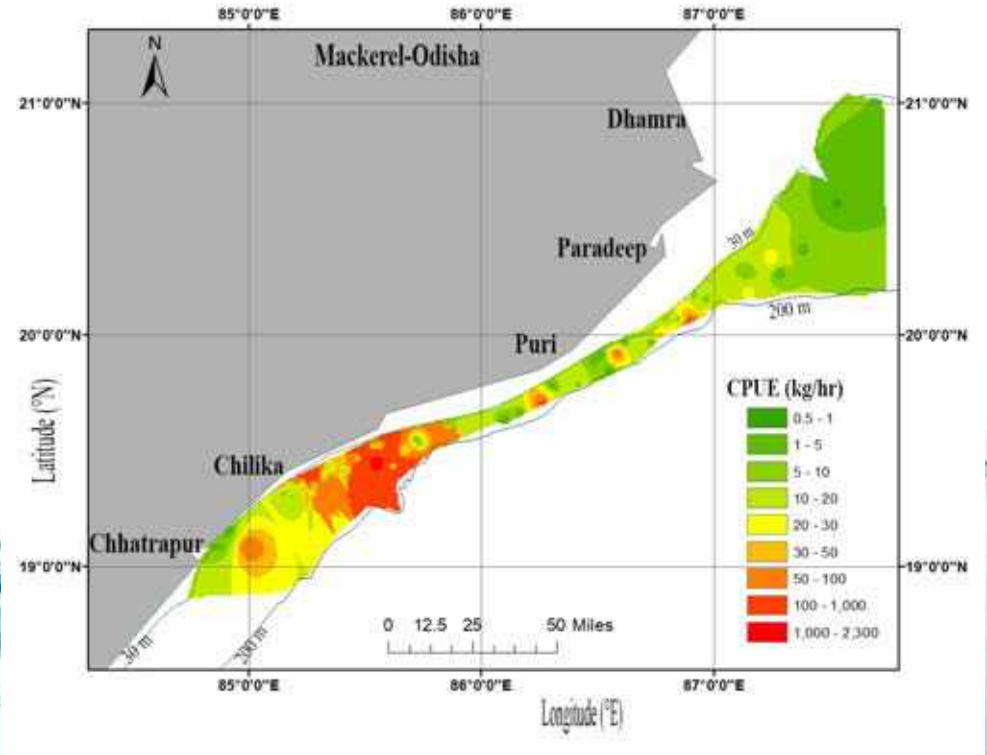 85°0'0"E 86°0'0"E 87°0'0"E
N
Mackerel-Odisha
21°0'0"N 21°0'0"N
Dhamra
30 m
Paradeep
200 m
20°0'0"N 20°0'0"N
Puri
CPUE (kg/hr)
0.5 - 1
1 - 5
5 - 10
10 - 20
20 - 30
30 - 50
50 - 100
100 - 1,000
1,000 - 2,300
Latitude (°N)
Chilika
Chhatrapur
19°0'0"N 19°0'0"N
0 12.5 25 50 Miles
30 m
200 m
85°0'0"E 86°0'0"E 87°0'0"E
Longitude (°E)